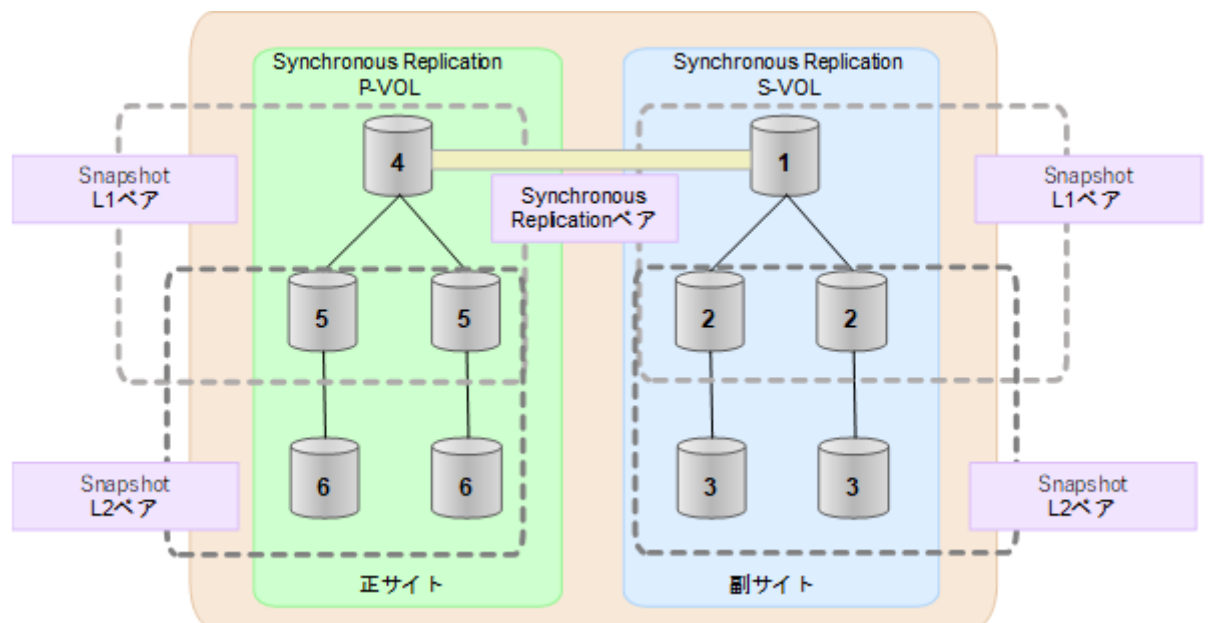 Synchronous Replication
P-VOL
Synchronous Replication
S-VOL
4
1
Snapshot
L1ペア
Synchronous
Replicationペア
Snapshot
L1ペア
5
5
2
2
6
6
3
3
Snapshot
L2ペア
Snapshot
L2ペア
正サイト
副サイト